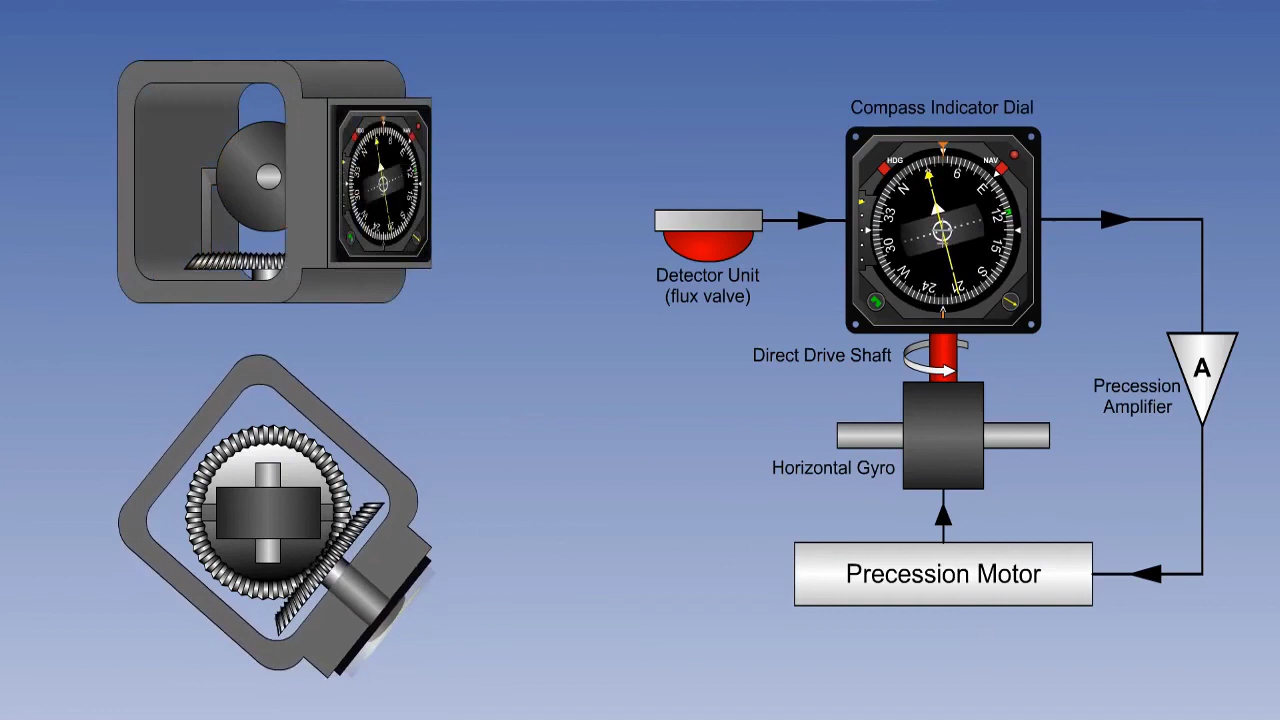 Compass Indicator Dial
HDG
NAV
N
3
6
E
12
15
S
21
24
W
30
33
Detector Unit
(flux valve)
Direct Drive Shaft
A
Precession
Amplifier
Horizontal Gyro
Precession Motor